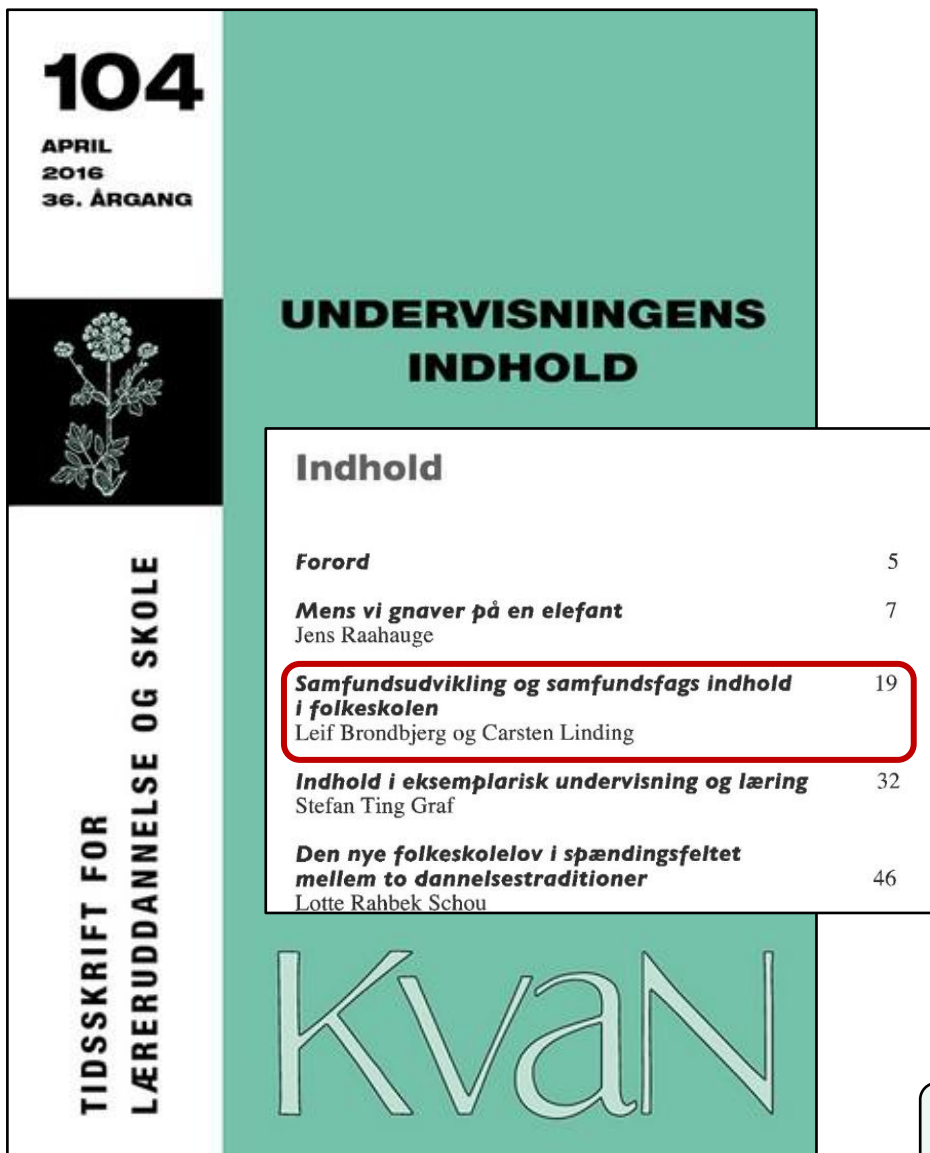 104
APRIL
2016
36. ÅRGANG
UNDERVISNINGENS
INDHOLD
Indhold
Forord 5
Mens vi gnaver på en elefant 7
Jens Raahauge
Samfundsudvikling og samfundsfags indhold 19
i folkeskolen
Leif Brondbjerg og Carsten Linding
Indhold i eksemplarisk undervisning og læring 32
Stefan Ting Graf
Den nye folkeskolelov i spændingsfeltet
mellem to dannelsestraditioner 46
Lotte Rahbek Schou
TIDSSKRIFT FOR
LÆRERUDDANNELSE OG SKOLE
KvaN